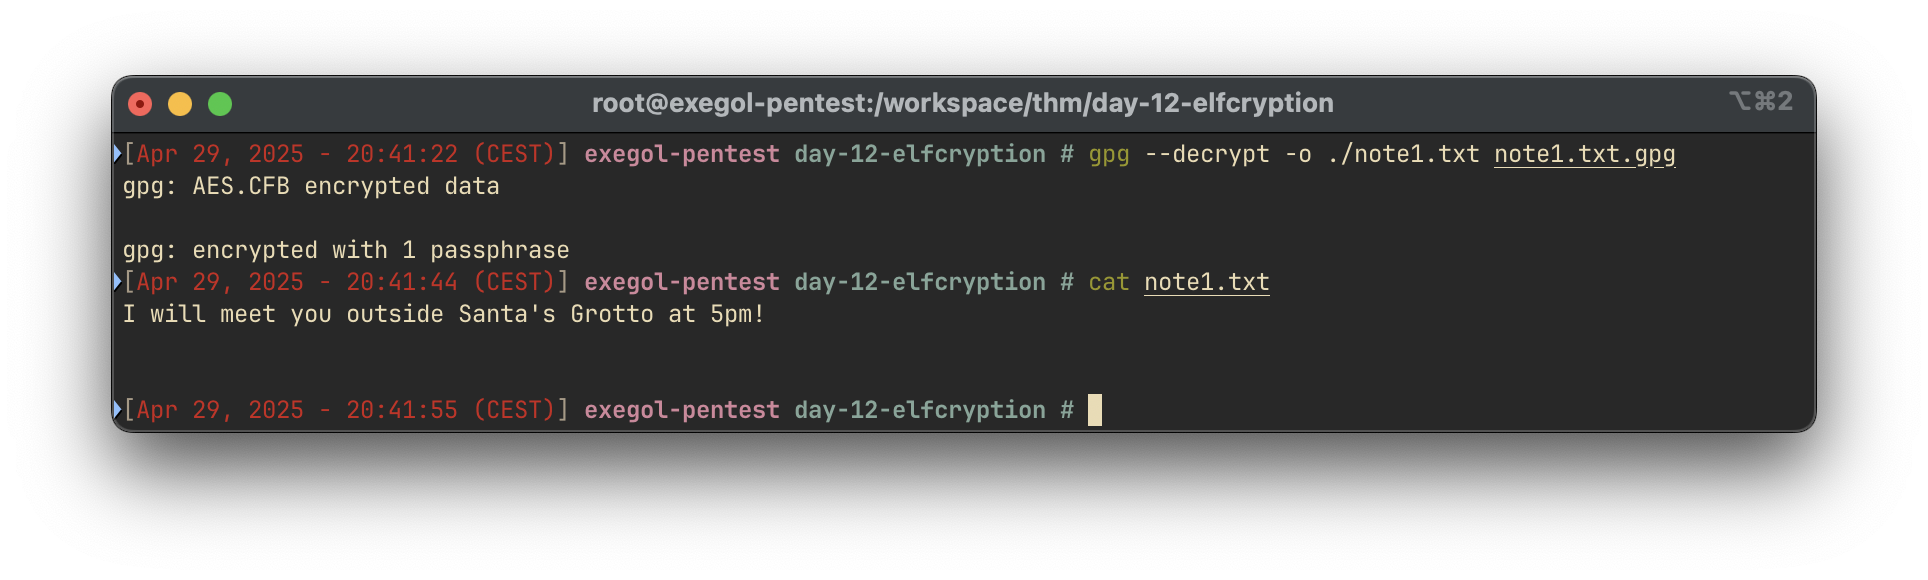 root@exegol-pentest:/workspace/thm/day-12-elfcryption ⌥⌘2
[Apr 29, 2025 - 20:41:22 (CEST)] exegol-pentest day-12-elfcryption # gpg --decrypt -o ./note1.txt note1.txt.gpg
gpg: AES.CFB encrypted data
gpg: encrypted with 1 passphrase
[Apr 29, 2025 - 20:41:44 (CEST)] exegol-pentest day-12-elfcryption # cat note1.txt
I will meet you outside Santa's Grotto at 5pm!
[Apr 29, 2025 - 20:41:55 (CEST)] exegol-pentest day-12-elfcryption #